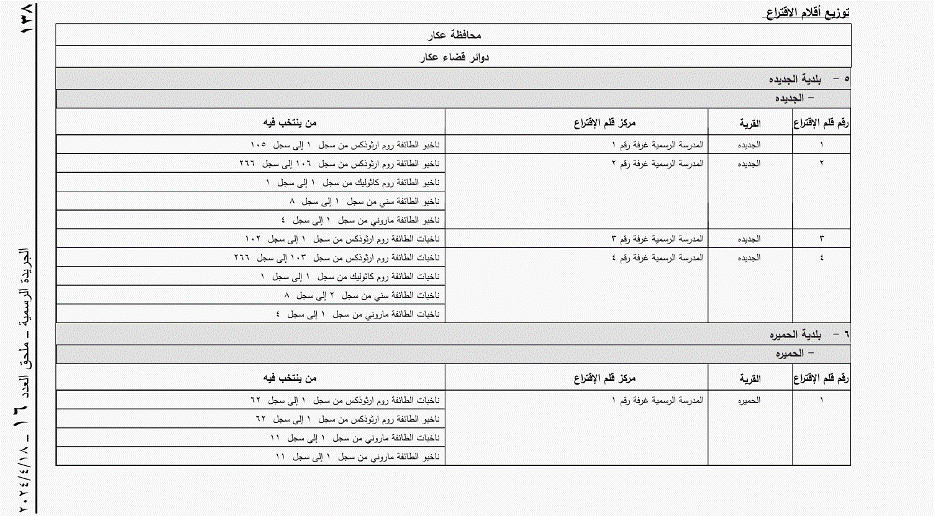 توزيع أقلام الاقتراع
محافظة عكار
دوائر قضاء عكار
٥ - بلدية الجديده
- الجديده
رقم قلم الإقتراع القرية مركز قلم الإقتراع من ينتخب فيه
١ الجديده المدرسة الرسمية غرفة رقم ١ ناخبو الطائفة روم ارثوذكس من سجل ١ إلى سجل ١٠٥
٢ الجديده المدرسة الرسمية غرفة رقم ٢ ناخبو الطائفة روم ارثوذكس من سجل ١٠٦ إلى سجل ٢٦٦
ناخبو الطائفة روم كاثوليك من سجل ١ إلى سجل ١
ناخبو الطائفة سني من سجل ١ إلى سجل ٨
ناخبو الطائفة ماروني من سجل ١ إلى سجل ٤
٣ الجديده المدرسة الرسمية غرفة رقم ٣ ناخبات الطائفة روم ارثوذكس من سجل ١ إلى سجل ١٠٢
٤ الجديده المدرسة الرسمية غرفة رقم ٤ ناخبات الطائفة روم ارثوذكس من سجل ١٠٣ إلى سجل ٢٦٦
ناخبات الطائفة روم كاثوليك من سجل ١ إلى سجل ١
ناخبات الطائفة سني من سجل ٢ إلى سجل ٨
ناخبات الطائفة ماروني من سجل ١ إلى سجل ٤
٦ - بلدية الحميره
- الحميره
رقم قلم الإقتراع القرية مركز قلم الإقتراع من ينتخب فيه
١ الحميره المدرسة الرسمية غرفة رقم ١ ناخبات الطائفة روم ارثوذكس من سجل ١ إلى سجل ٦٢
ناخبو الطائفة روم ارثوذكس من سجل ١ إلى سجل ٦٢
ناخبات الطائفة ماروني من سجل ١ إلى سجل ١١
ناخبو الطائفة ماروني من سجل ١ إلى سجل ١١
١٣٨
الجريدة الرسمية - ملحق العدد ١٦ - ٢٠٢٤/٤/١٨